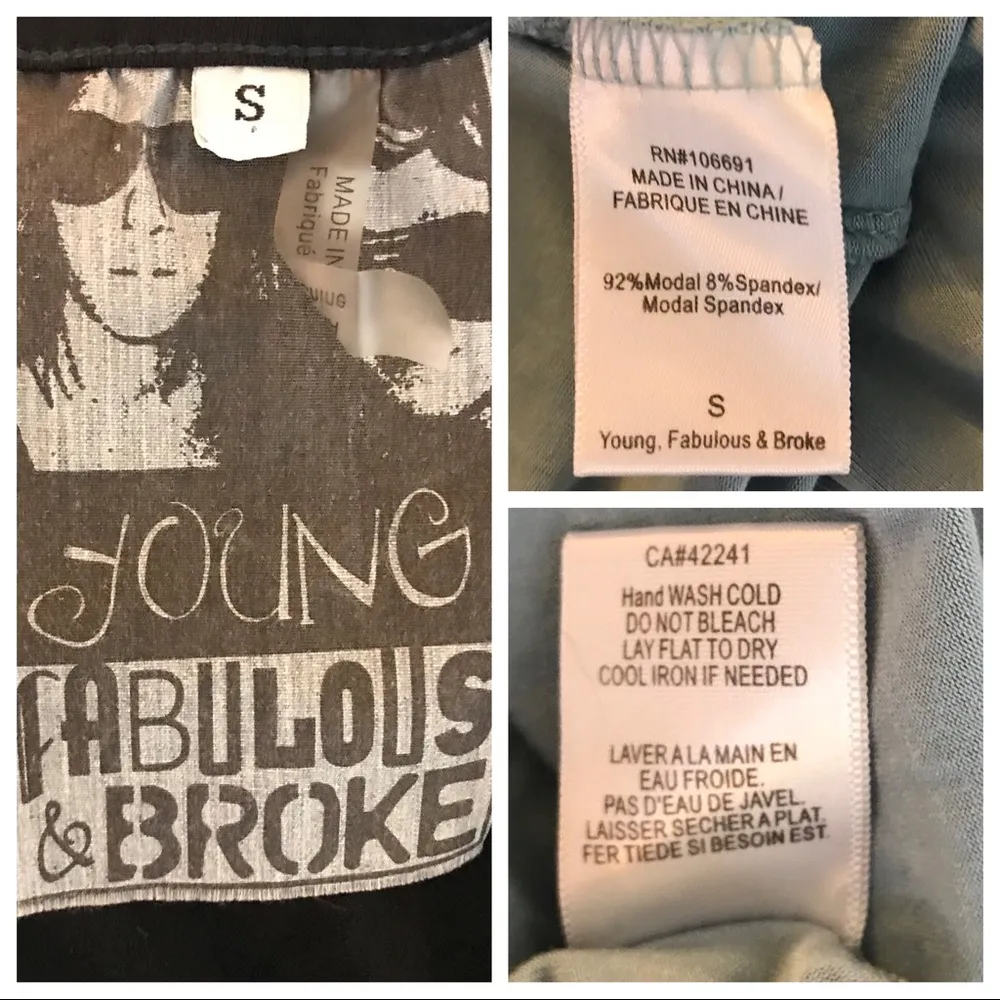 S
MADE IN
Fabriqué
YOUNG
FABULOUS
& BROKE
RN#106691
MADE IN CHINA/
FABRIQUE EN CHINE
92%Modal 8%Spandex/
Modal Spandex
S
Young, Fabulous & Broke
CA#42241
Hand WASH COLD
DO NOT BLEACH
LAY FLAT TO DRY
COOL IRON IF NEEDED
LAVER A LA MAIN EN
EAU FROIDE.
PAS D'EAU DE JAVEL.
LAISSER SECHER A PLAT.
FER TIEDE SI BESOIN EST.